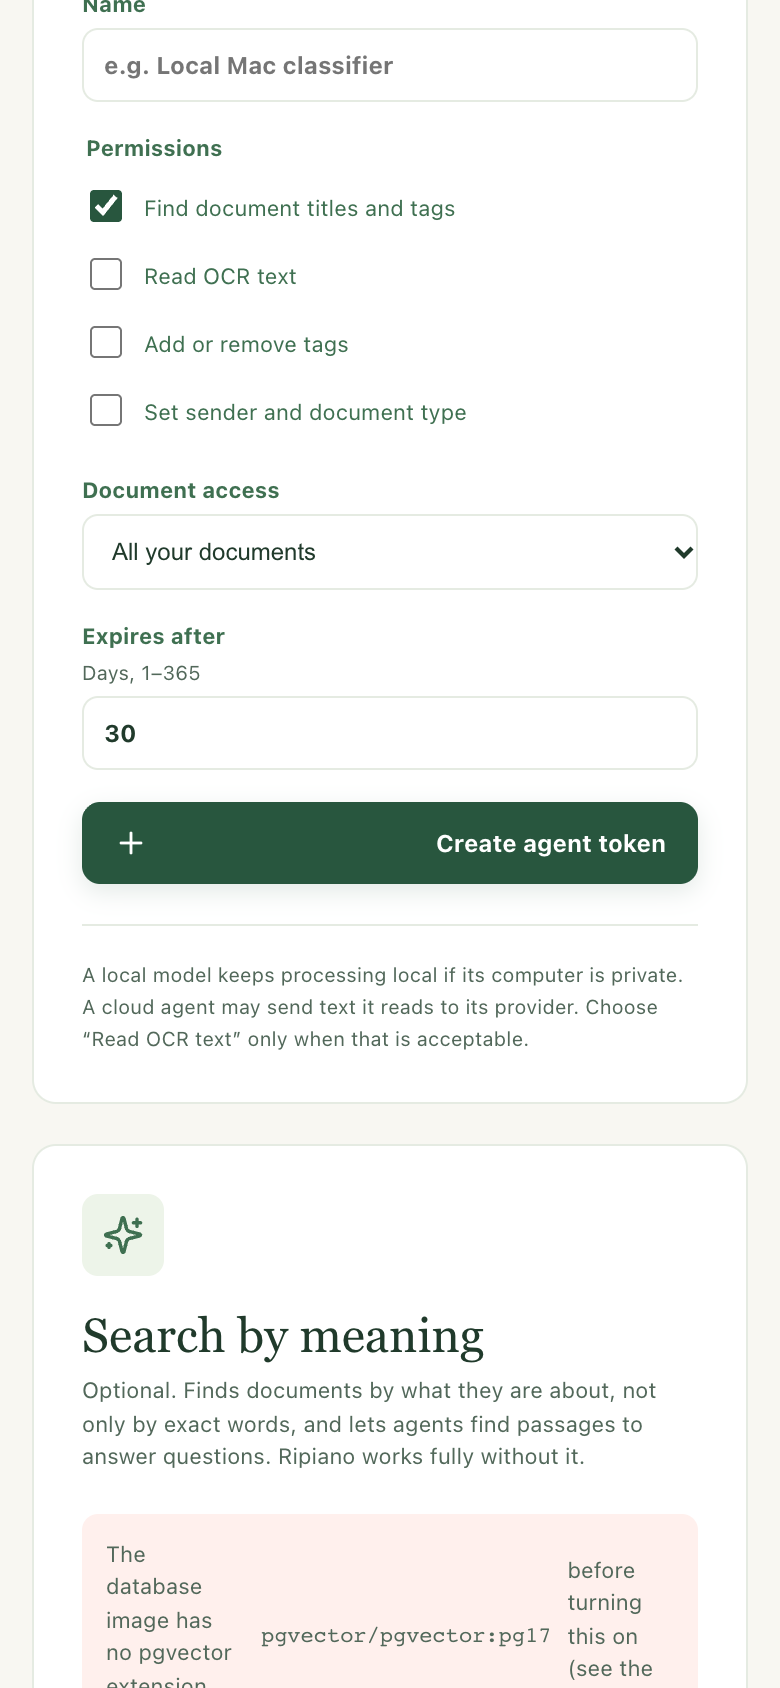 Name
e.g. Local Mac classifier
Permissions
Find document titles and tags
Read OCR text
Add or remove tags
Set sender and document type
Document access
All your documents
Expires after
Days, 1–365
30
Create agent token
A local model keeps processing local if its computer is private.
A cloud agent may send text it reads to its provider. Choose
“Read OCR text” only when that is acceptable.
Search by meaning
Optional. Finds documents by what they are about, not
only by exact words, and lets agents find passages to
answer questions. Ripiano works fully without it.
The
database
image has
no pgvector
extension
pgvector/pgvector:pg17
before
turning
this on
(see the